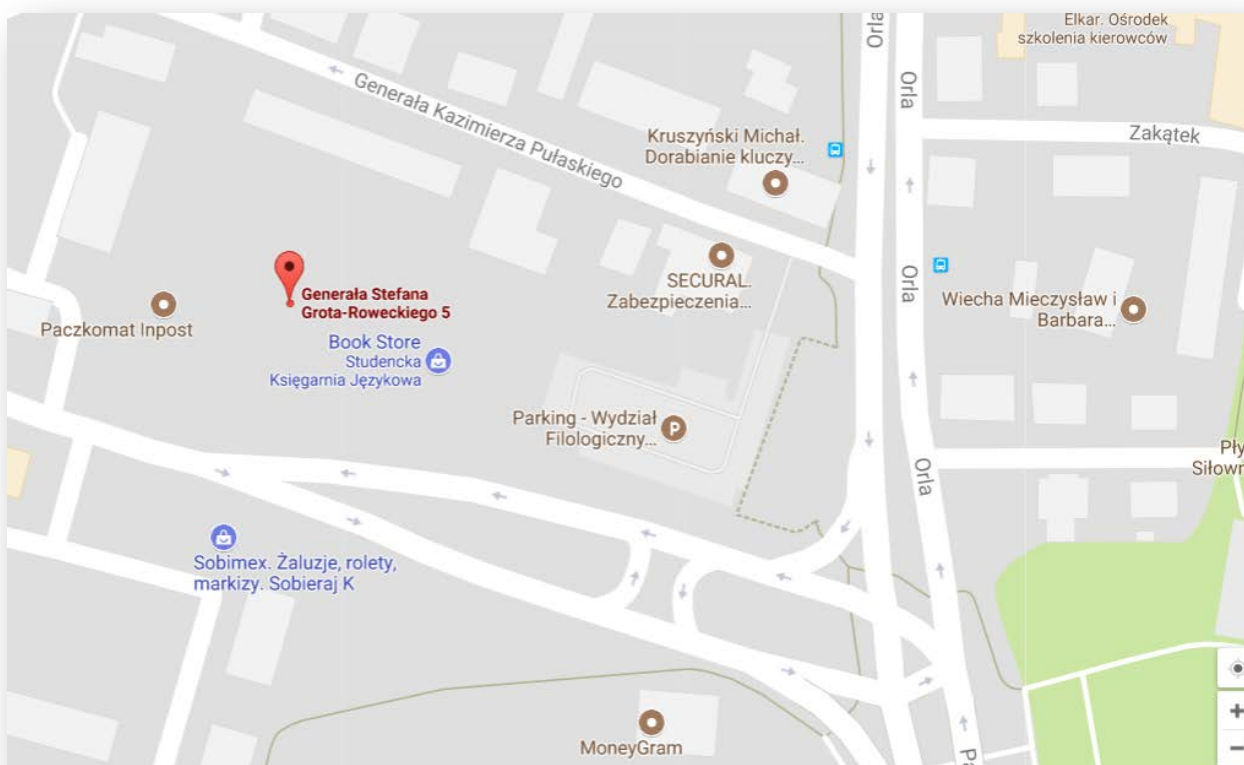 Elkar. Ośrodek
szkolenia kierowców
Orla
Orla
Generała Kazimierza Pułaskiego
Kruszyński Michał.
Dorabianie kluczy...
Zakątek
SECURAL.
Zabezpieczenia...
Orla
Wiecha Mieczysław i
Barbara...
Generała Stefana
Grota-Roweckiego 5
Paczkomat Inpost
Book Store
Studencka
Księgarnia Językowa
Parking - Wydział
Filologiczny...
P
Orla
Pły
Siłown
Sobimex. Żaluzje, rolety,
markizy. Sobieraj K
MoneyGram
Pa
+
−